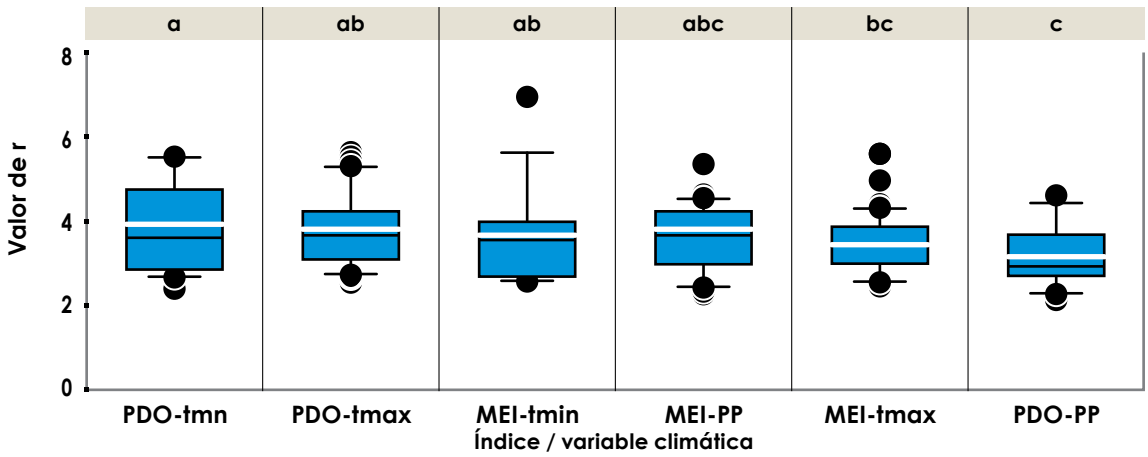 a ab ab abc bc c
8
6
4
2
0
Valor de r
PDO-tmn PDO-tmax MEI-tmin MEI-PP MEI-tmax PDO-PP
Índice / variable climática